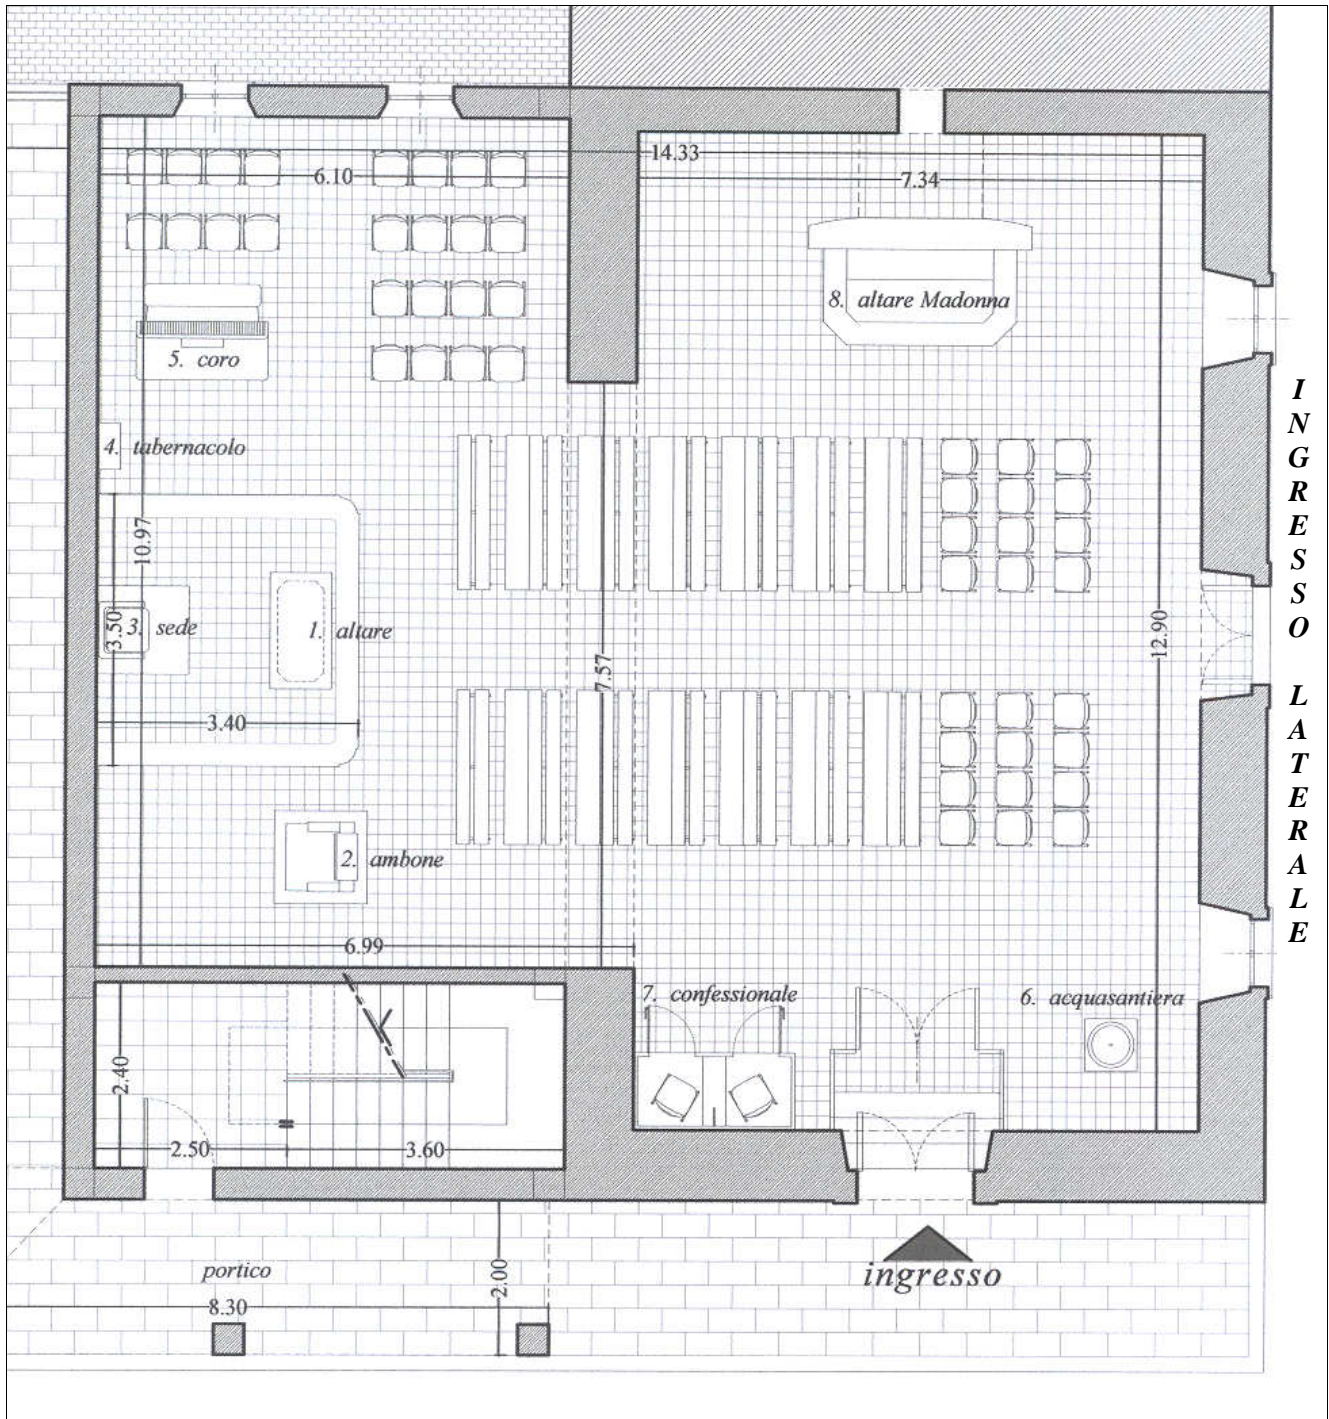 14.33
6.10
7.34
8. altare Madonna
5. coro
4. tabernacolo
10.97
3.50
3. sede
1. altare
7.57
12.90
3.40
2. ambone
6.99
7. confessionale
6. acquasantiera
2.40
2.50
3.60
portico
8.30
2.00
ingresso
INGRESSO LATERALE